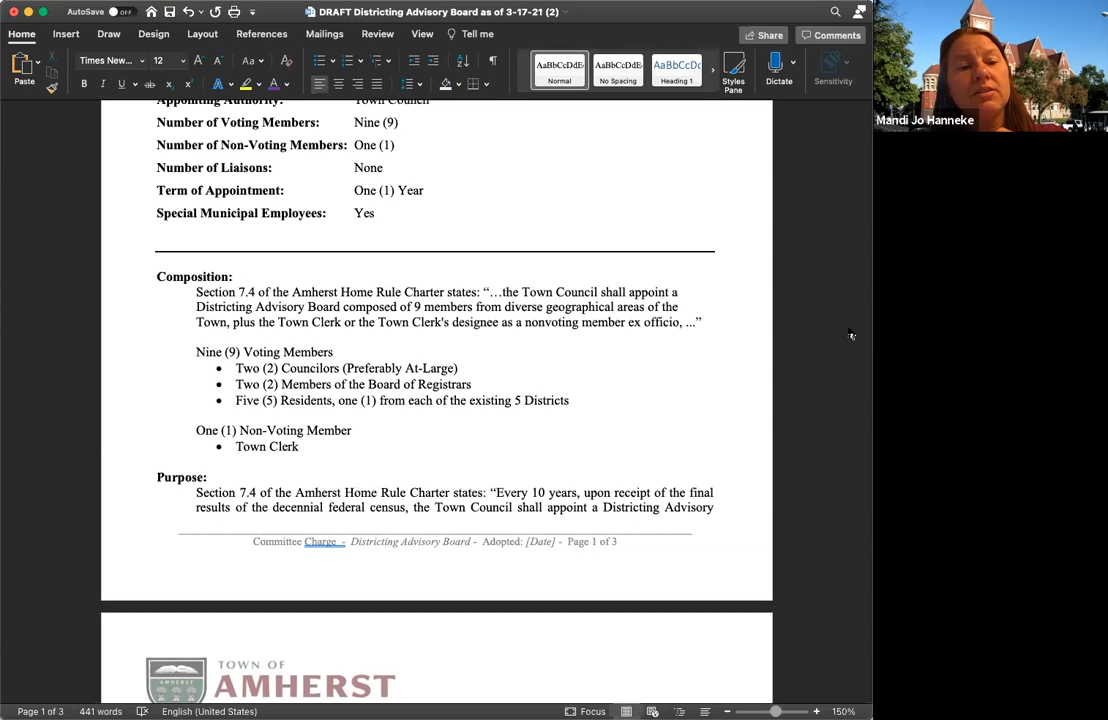 AutoSave OFF
DRAFT Districting Advisory Board as of 3-17-21 (2)
Home Insert Draw Design Layout References Mailings Review View Tell me
Share Comments
Paste
Times New... 12
Aa
B I U ab x x A A
AaBbCcDdE AaBbCcDdE AaBbCcDc
Normal No Spacing Heading 1
Styles Pane
Dictate
Sensitivity
Mandi Jo Hanneke
Appointing Authority: Town Council
Number of Voting Members: Nine (9)
Number of Non-Voting Members: One (1)
Number of Liaisons: None
Term of Appointment: One (1) Year
Special Municipal Employees: Yes
Composition:
Section 7.4 of the Amherst Home Rule Charter states: “…the Town Council shall appoint a
Districting Advisory Board composed of 9 members from diverse geographical areas of the
Town, plus the Town Clerk or the Town Clerk's designee as a nonvoting member ex officio, ...”
Nine (9) Voting Members
• Two (2) Councilors (Preferably At-Large)
• Two (2) Members of the Board of Registrars
• Five (5) Residents, one (1) from each of the existing 5 Districts
One (1) Non-Voting Member
• Town Clerk
Purpose:
Section 7.4 of the Amherst Home Rule Charter states: “Every 10 years, upon receipt of the final
results of the decennial federal census, the Town Council shall appoint a Districting Advisory
Committee Charge - Districting Advisory Board - Adopted: [Date] - Page 1 of 3
TOWN OF
AMHERST
Page 1 of 3 441 words English (United States) Focus 150%